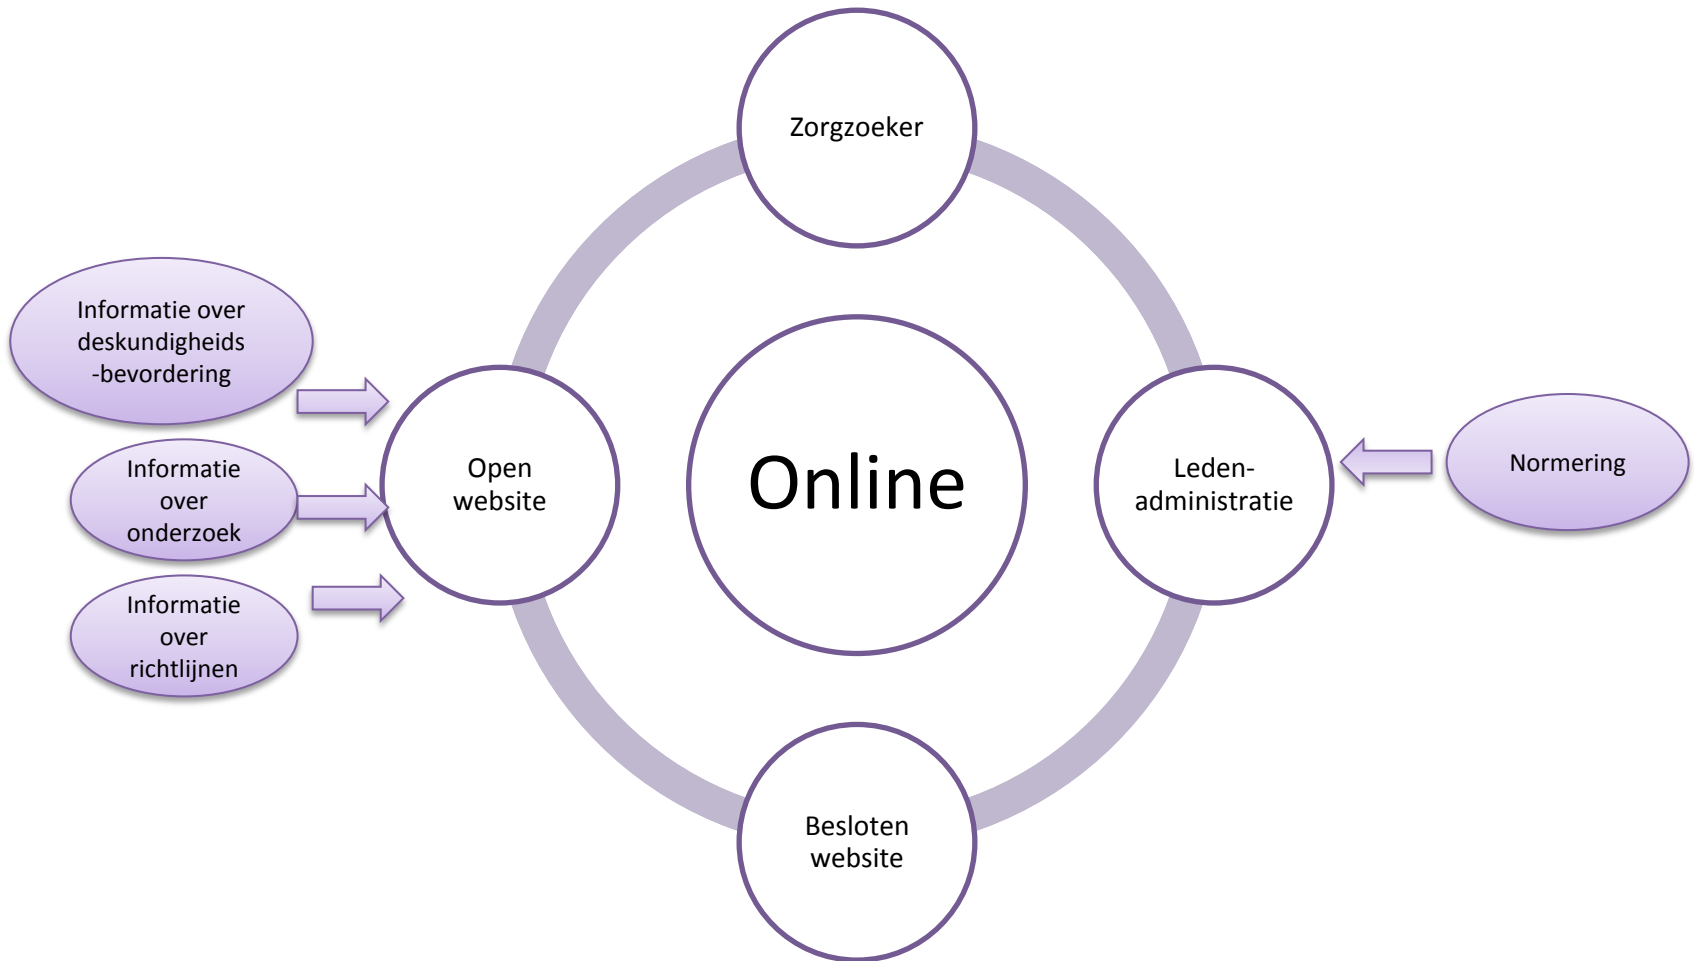 Zorgzoeker
Informatie over
deskundigheids
-bevordering
Informatie
over
onderzoek
Informatie
over
richtlijnen
Open
website
Online
Leden-
administratie
Normering
Besloten
website